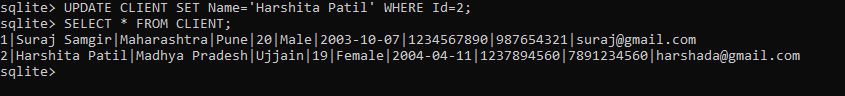 sqlite> UPDATE CLIENT SET Name='Harshita Patil' WHERE Id=2;
sqlite> SELECT * FROM CLIENT;
1|Suraj Samgir|Maharashtra|Pune|20|Male|2003-10-07|1234567890|987654321|suraj@gmail.com
2|Harshita Patil|Madhya Pradesh|Ujjain|19|Female|2004-04-11|1237894560|7891234560|harshada@gmail.com
sqlite>